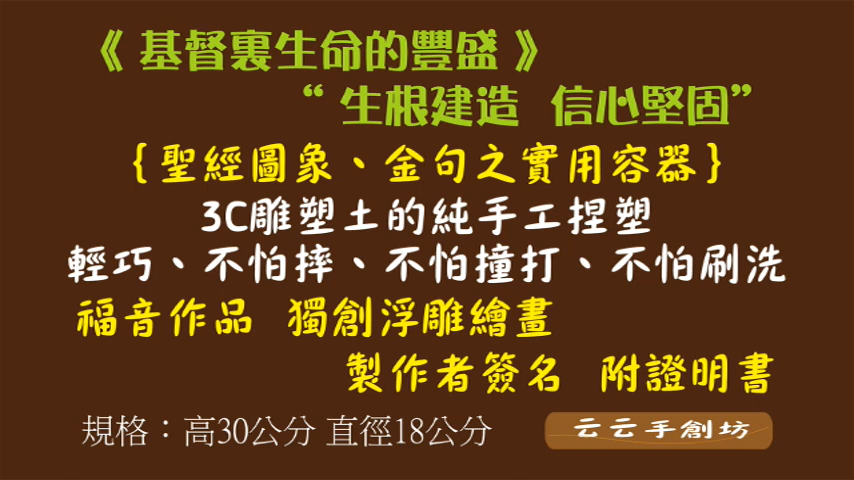 《 基督裏生命的豐盛 》
“ 生根建造 信心堅固”
{聖經圖象、金句之實用容器}
3C雕塑土的純手工捏塑
輕巧、不怕摔、不怕撞打、不怕刷洗
福音作品 獨創浮雕繪畫
製作者簽名 附證明書
規格：高30公分 直徑18公分
云云手創坊